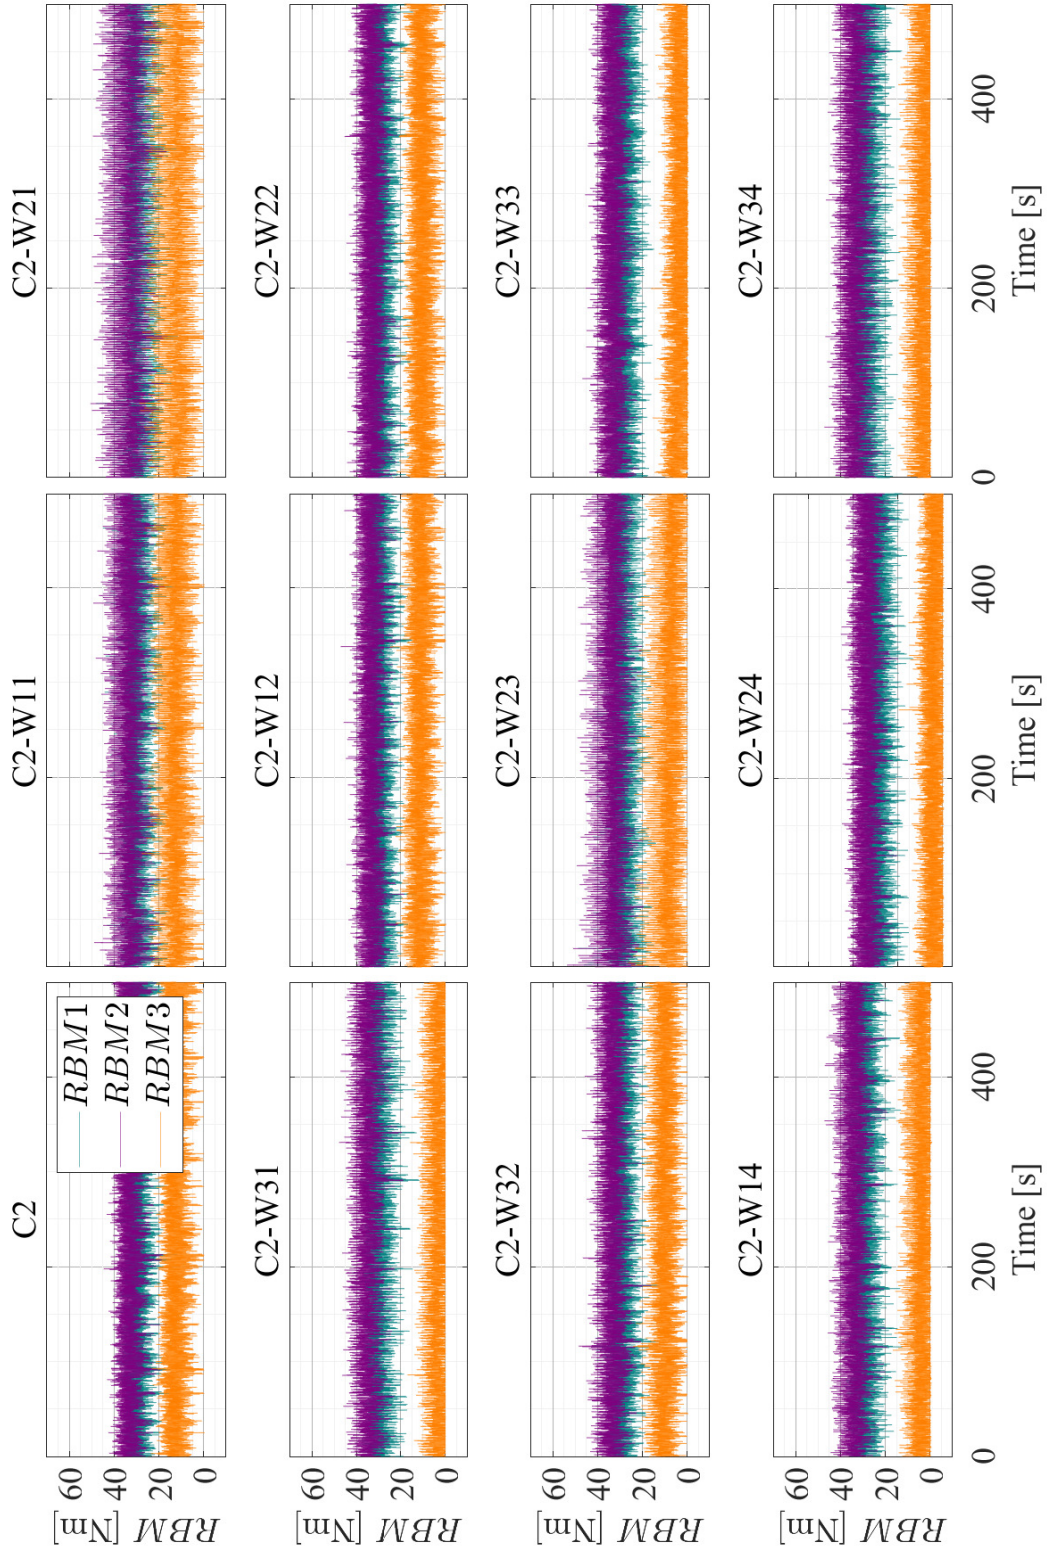 C2
C2-W11
C2-W21
RBM [Nm]
60
40
20
0
RBM1
RBM2
RBM3
C2-W31
C2-W12
C2-W22
RBM [Nm]
60
40
20
0
C2-W32
C2-W23
C2-W33
RBM [Nm]
60
40
20
0
C2-W14
C2-W24
C2-W34
RBM [Nm]
60
40
20
0
0 200 400
200 400
0 200 400
Time [s]
Time [s]
Time [s]